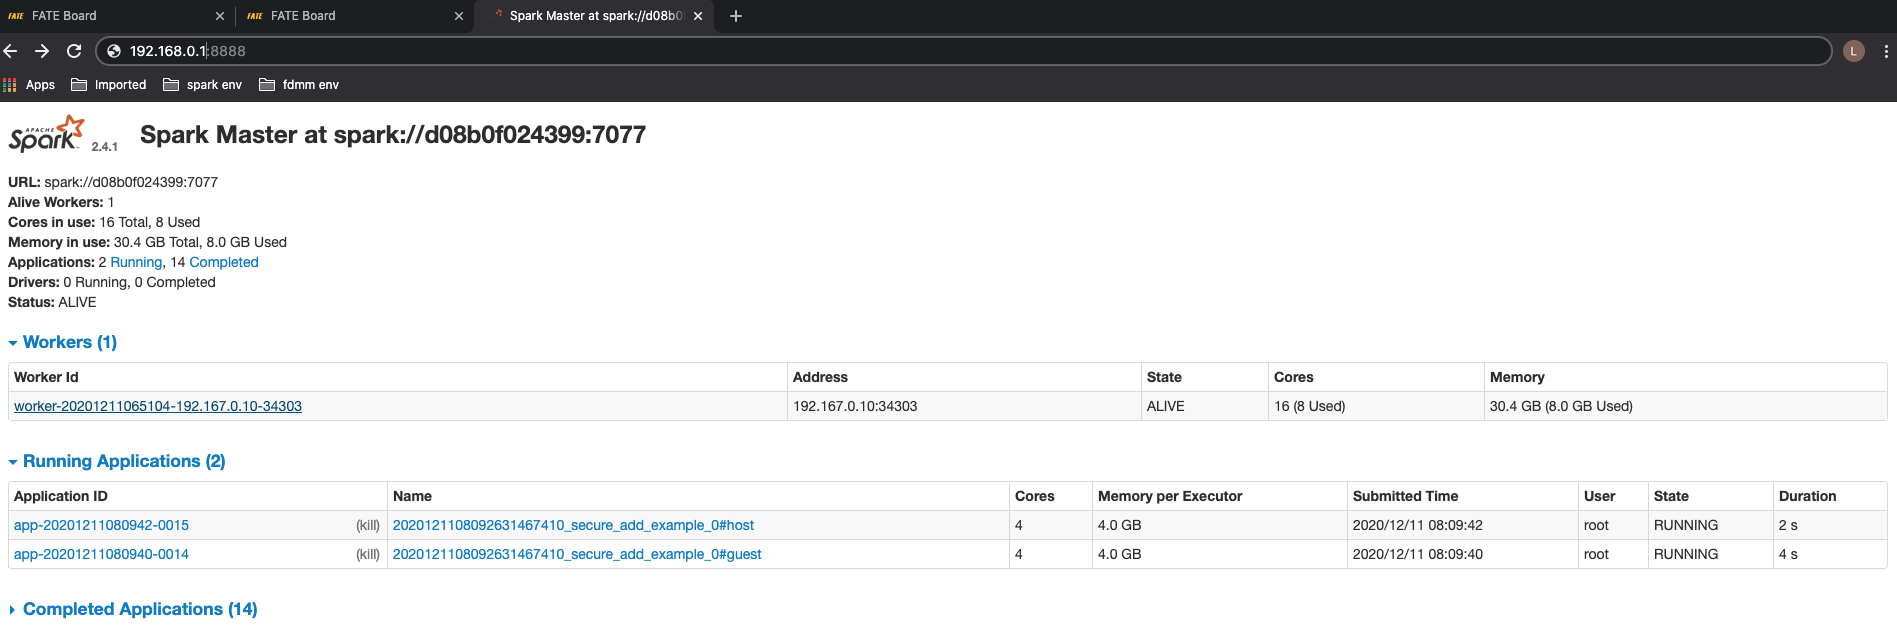 FATE FATE Board
FATE FATE Board
Spark Master at spark://d08b0
192.168.0.1:8888
L
Apps Imported spark env fdmm env
APACHE Spark 2.4.1 Spark Master at spark://d08b0f024399:7077
URL: spark://d08b0f024399:7077
Alive Workers: 1
Cores in use: 16 Total, 8 Used
Memory in use: 30.4 GB Total, 8.0 GB Used
Applications: 2 Running, 14 Completed
Drivers: 0 Running, 0 Completed
Status: ALIVE
Workers (1)
Worker Id Address State Cores Memory
worker-20201211065104-192.167.0.10-34303 192.167.0.10:34303 ALIVE 16 (8 Used) 30.4 GB (8.0 GB Used)
Running Applications (2)
Application ID Name Cores Memory per Executor Submitted Time User State Duration
app-20201211080942-0015 (kill) 2020121108092631467410_secure_add_example_0#host 4 4.0 GB 2020/12/11 08:09:42 root RUNNING 2 s
app-20201211080940-0014 (kill) 2020121108092631467410_secure_add_example_0#guest 4 4.0 GB 2020/12/11 08:09:40 root RUNNING 4 s
Completed Applications (14)